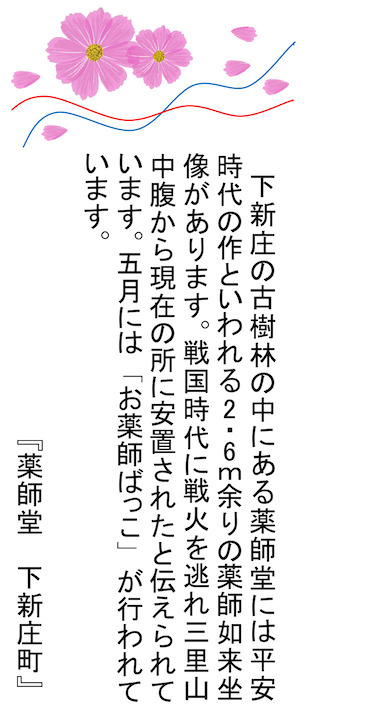 下新庄の古樹林の中にある薬師堂には平安
時代の作といわれる2・6m余りの薬師如来坐
像があります。戦国時代に戦火を逃れ三里山
中腹から現在の所に安置されたと伝えられて
います。五月には「お薬師ばっこ」が行われて
います。
『薬師堂　下新庄町』